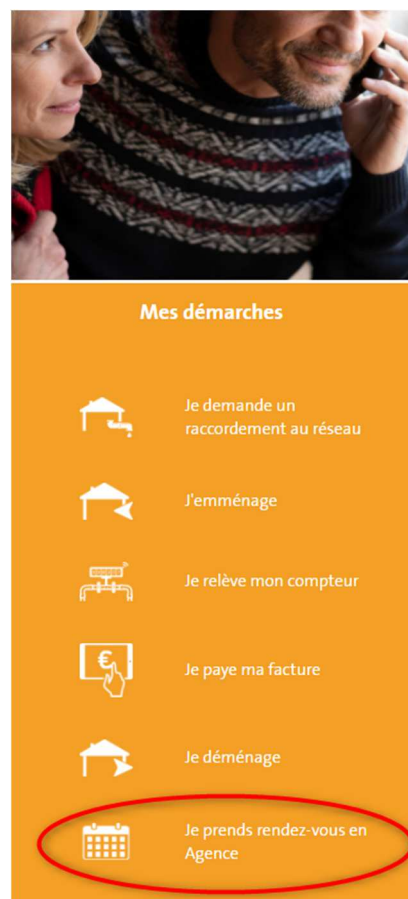 Mes démarches
Je demande un
raccordement au réseau
J'emménage
Je relève mon compteur
€
Je paye ma facture
Je déménage
Je prends rendez-vous en
Agence